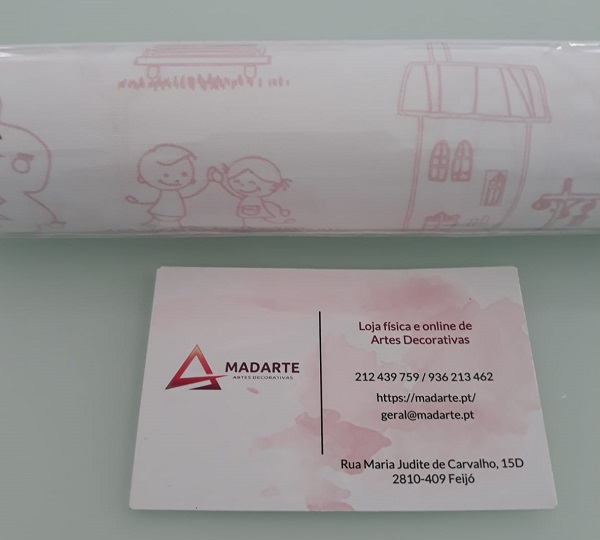 MADARTE
ARTES DECORATIVAS
Loja física e online de
Artes Decorativas
212 439 759 / 936 213 462
https://madarte.pt/
geral@madarte.pt
Rua Maria Judite de Carvalho, 15D
2810-409 Feijó